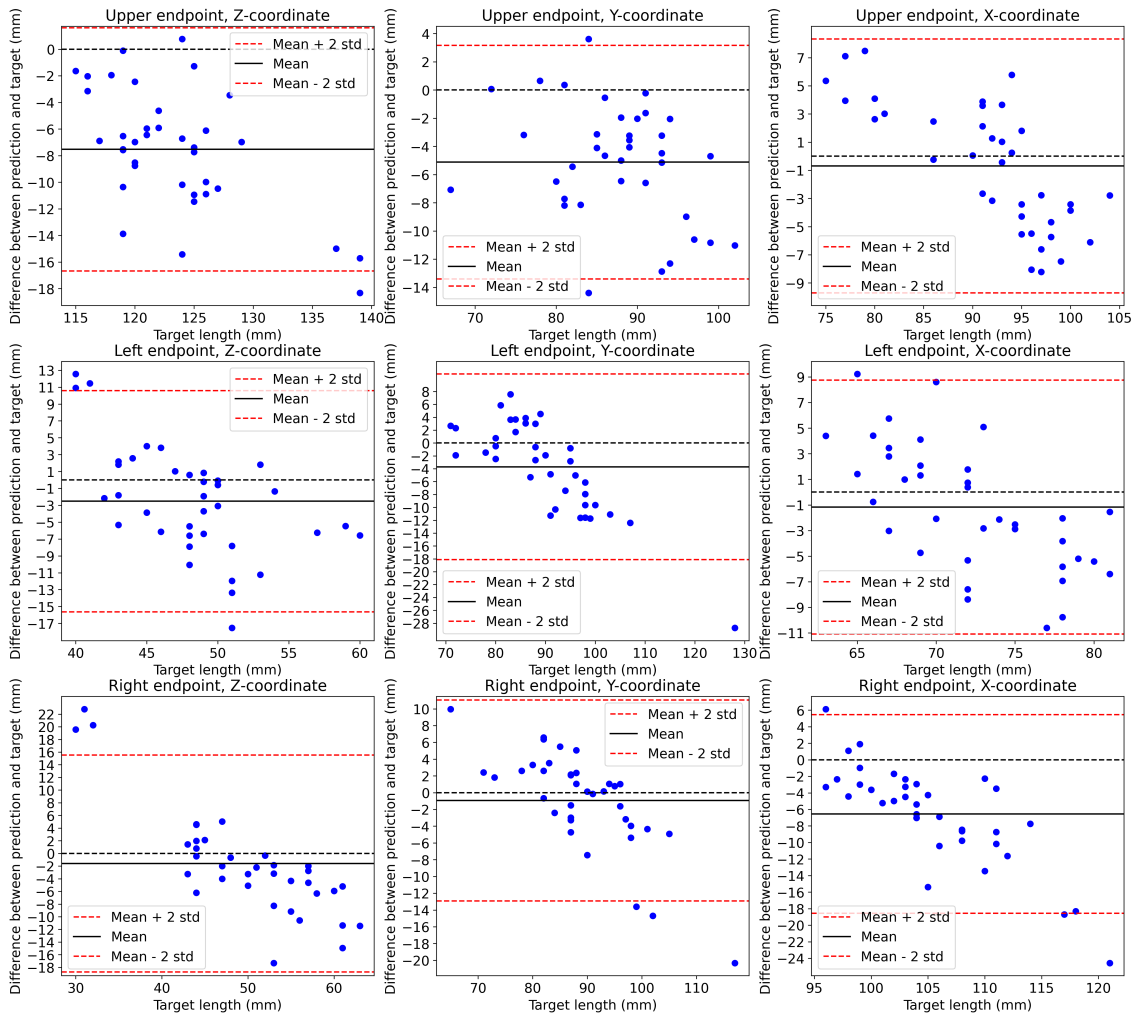 Upper endpoint, Z-coordinate
Difference between prediction and target (mm)
0
−2
−4
−6
−8
−10
−12
−14
−16
−18
Mean + 2 std
Mean
Mean - 2 std
115 120 125 130 135 140
Target length (mm)
Upper endpoint, Y-coordinate
Difference between prediction and target (mm)
4
2
0
−2
−4
−6
−8
−10
−12
−14
Mean + 2 std
Mean
Mean - 2 std
70 80 90 100
Target length (mm)
Upper endpoint, X-coordinate
Difference between prediction and target (mm)
7
5
3
1
−1
−3
−5
−7
−9
Mean + 2 std
Mean
Mean - 2 std
75 80 85 90 95 100 105
Target length (mm)
Left endpoint, Z-coordinate
Difference between prediction and target (mm)
13
11
9
7
5
3
1
−1
−3
−5
−7
−9
−11
−13
−15
−17
Mean + 2 std
Mean
Mean - 2 std
40 45 50 55 60
Target length (mm)
Left endpoint, Y-coordinate
Difference between prediction and target (mm)
8
6
4
2
0
−2
−4
−6
−8
−10
−12
−14
−16
−18
−20
−22
−24
−26
−28
Mean + 2 std
Mean
Mean - 2 std
70 80 90 100 110 120 130
Target length (mm)
Left endpoint, X-coordinate
Difference between prediction and target (mm)
9
7
5
3
1
−1
−3
−5
−7
−9
−11
Mean + 2 std
Mean
Mean - 2 std
65 70 75 80
Target length (mm)
Right endpoint, Z-coordinate
Difference between prediction and target (mm)
22
20
18
16
14
12
10
8
6
4
2
0
−2
−4
−6
−8
−10
−12
−14
−16
−18
Mean + 2 std
Mean
Mean - 2 std
30 40 50 60
Target length (mm)
Right endpoint, Y-coordinate
Difference between prediction and target (mm)
10
8
6
4
2
0
−2
−4
−6
−8
−10
−12
−14
−16
−18
−20
Mean + 2 std
Mean
Mean - 2 std
70 80 90 100 110
Target length (mm)
Right endpoint, X-coordinate
Difference between prediction and target (mm)
6
4
2
0
−2
−4
−6
−8
−10
−12
−14
−16
−18
−20
−22
−24
Mean + 2 std
Mean
Mean - 2 std
95 100 105 110 115 120
Target length (mm)